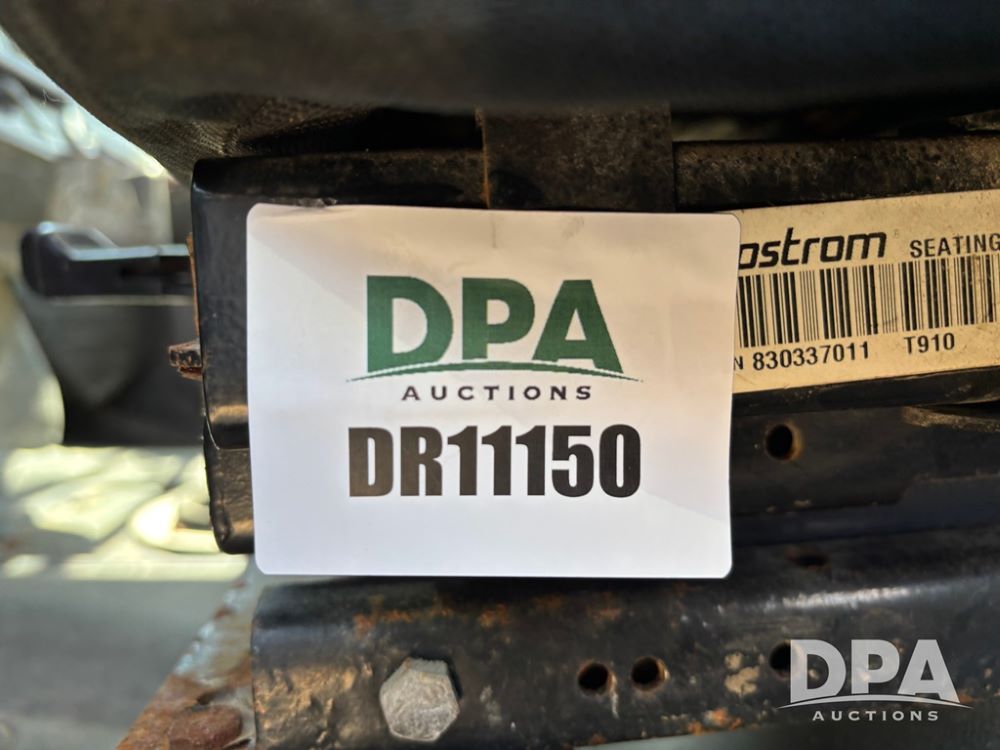 DPA
AUCTIONS
DR11150
ostrom SEATING
N 830337011 T910
DPA
AUCTIONS